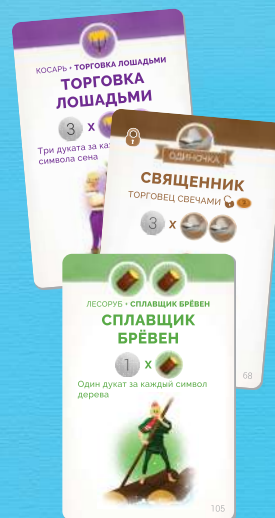 КОСАРЬ • ТОРГОВКА ЛОШАДЬМИ
ТОРГОВКА
ЛОШАДЬМИ
3 X
Три дуката за
символа сена
ОДИНОЧКА
СВЯЩЕННИК
ТОРГОВЕЦ СВЕЧАМИ
3 X
68
ЛЕСОРУБ • СПЛАВЩИК БРЁВЕН
СПЛАВЩИК
БРЁВЕН
1 X
Один дукат за каждый символ
дерева
105